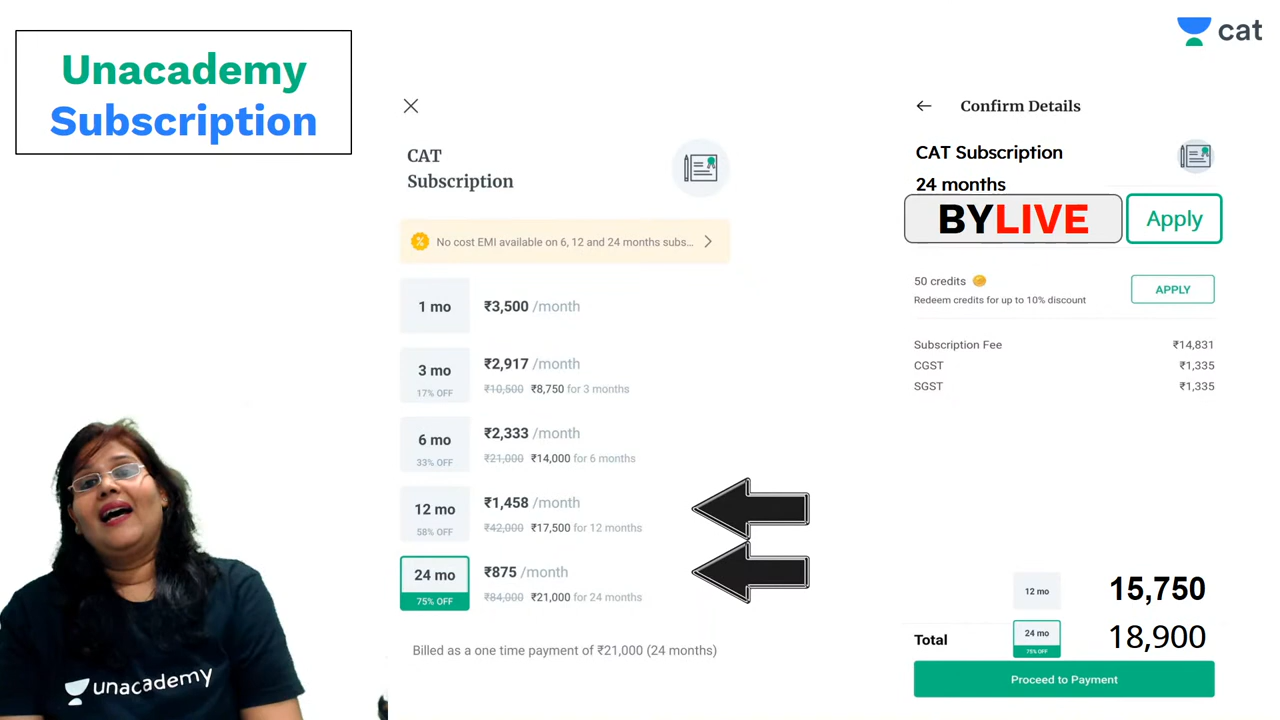 Unacademy
Subscription
cat
CAT
Subscription
No cost EMI available on 6, 12 and 24 months subs...
1 mo
₹3,500 /month
3 mo
17% OFF
₹2,917 /month
₹10,500 ₹8,750 for 3 months
6 mo
33% OFF
₹2,333 /month
₹21,000 ₹14,000 for 6 months
12 mo
58% OFF
₹1,458 /month
₹42,000 ₹17,500 for 12 months
24 mo
75% OFF
₹875 /month
₹84,000 ₹21,000 for 24 months
Billed as a one time payment of ₹21,000 (24 months)
Confirm Details
CAT Subscription
24 months
BYLIVE
Apply
50 credits
Redeem credits for up to 10% discount
APPLY
Subscription Fee ₹14,831
CGST ₹1,335
SGST ₹1,335
12 mo 15,750
Total 24 mo 18,900
75% OFF
Proceed to Payment
unacademy